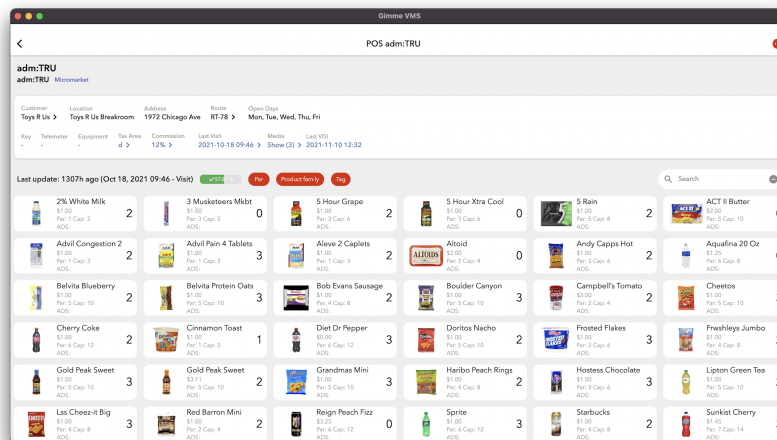 Gimme VMS
POS adm:TRU
adm:TRU
adm:TRU Micromarket
Customer Location Address Route Open Days
Toys R Us > Toys R Us Breakroom 1972 Chicago Ave RT-78 > Mon, Tue, Wed, Thu, Fri
Key Telemeter Equipment Tax Area Commission Last Visit Media Last VDI
- - - d > 12% > 2021-10-18 09:46 > Show (3) > 2021-11-10 12:32
Last update: 1307h ago (Oct 18, 2021 09:46 - Visit) Par Product family Tag Search
2% White Milk 3 Musketeers Mkbt 5 Hour Grape 5 Hour Xtra Cool 5 Rain ACT II Butter
$1.00 $1.00 $1.00 $1.00 $1.00 $2.00
Par: 1 Cap: 2 Par: 3 Cap: 5 Par: 3 Cap: 6 Par: 3 Cap: 6 Par: 5 Cap: 8 Par: 5 Cap: 10
2 0 2 0 2
ADS: ADS: ADS: ADS: ADS: ADS:
Advil Congestion 2 Advil Pain 4 Tablets Aleve 2 Caplets Altoid Andy Capps Hot Aquafina 20 Oz
$1.00 $1.00 $1.00 $2.00 $1.00 $1.25
Par: 1 Cap: 3 Par: 1 Cap: 3 Par: 1 Cap: 3 Par: 2 Cap: 4 Par: 3 Cap: 6 Par: 6 Cap: 8
2 3 2 0 2
ADS: ADS: ADS: ADS: ADS: ADS:
Belvita Blueberry Belvita Protein Oats Bob Evans Sausage Boulder Canyon Campbell's Tomato Cheetos
$1.00 $1.00 $1.00 $1.00 $3.00 $1.00
Par: 5 Cap: 10 Par: 5 Cap: 10 Par: 4 Cap: 8 Par: 5 Cap: 10 Par: 2 Cap: 4 Par: 5 Cap: 10
2 3 2 3 2
ADS: ADS: ADS: ADS: ADS: ADS:
Cherry Coke Cinnamon Toast Diet Dr Pepper Doritos Nacho Frosted Flakes Frwshleys Jumbo
$1.00 $1.00 $0.00 $1.00 $1.00 $1.00
Par: 6 Cap: 12 Par: 1 Cap: 3 Par: 6 Cap: 12 Par: 5 Cap: 10 Par: 3 Cap: 6 Par: 6 Cap: 8
2 1 3 2 3
ADS: ADS: ADS: ADS: ADS: ADS:
Gold Peak Sweet Gold Peak Sweet Grandmas Mini Haribo Peach Rings Hostess Chocolate Lipton Green Tea
$1.00 $3.11 $1.00 $1.00 $1.00 $1.00
Par: 5 Cap: 10 Par: 5 Cap: 10 Par: 5 Cap: 10 Par: 4 Cap: 8 Par: 3 Cap: 6 Par: 5 Cap: 10
3 2 3 2 3
ADS: ADS: ADS: ADS: ADS: ADS:
Lss Cheez-it Big Red Barron Mini Reign Peach Fizz Sprite Starbucks Sunkist Cherry
$1.00 $1.00 $3.25 $1.00 $1.00 $1.45
Par: 4 Cap: 8 Par: 2 Cap: 4 Par: 6 Cap: 12 Par: 6 Cap: 12 Par: 4 Cap: 8 Par: 7 Cap: 14
3 2 0 3 2
ADS: ADS: ADS: ADS: ADS: ADS: